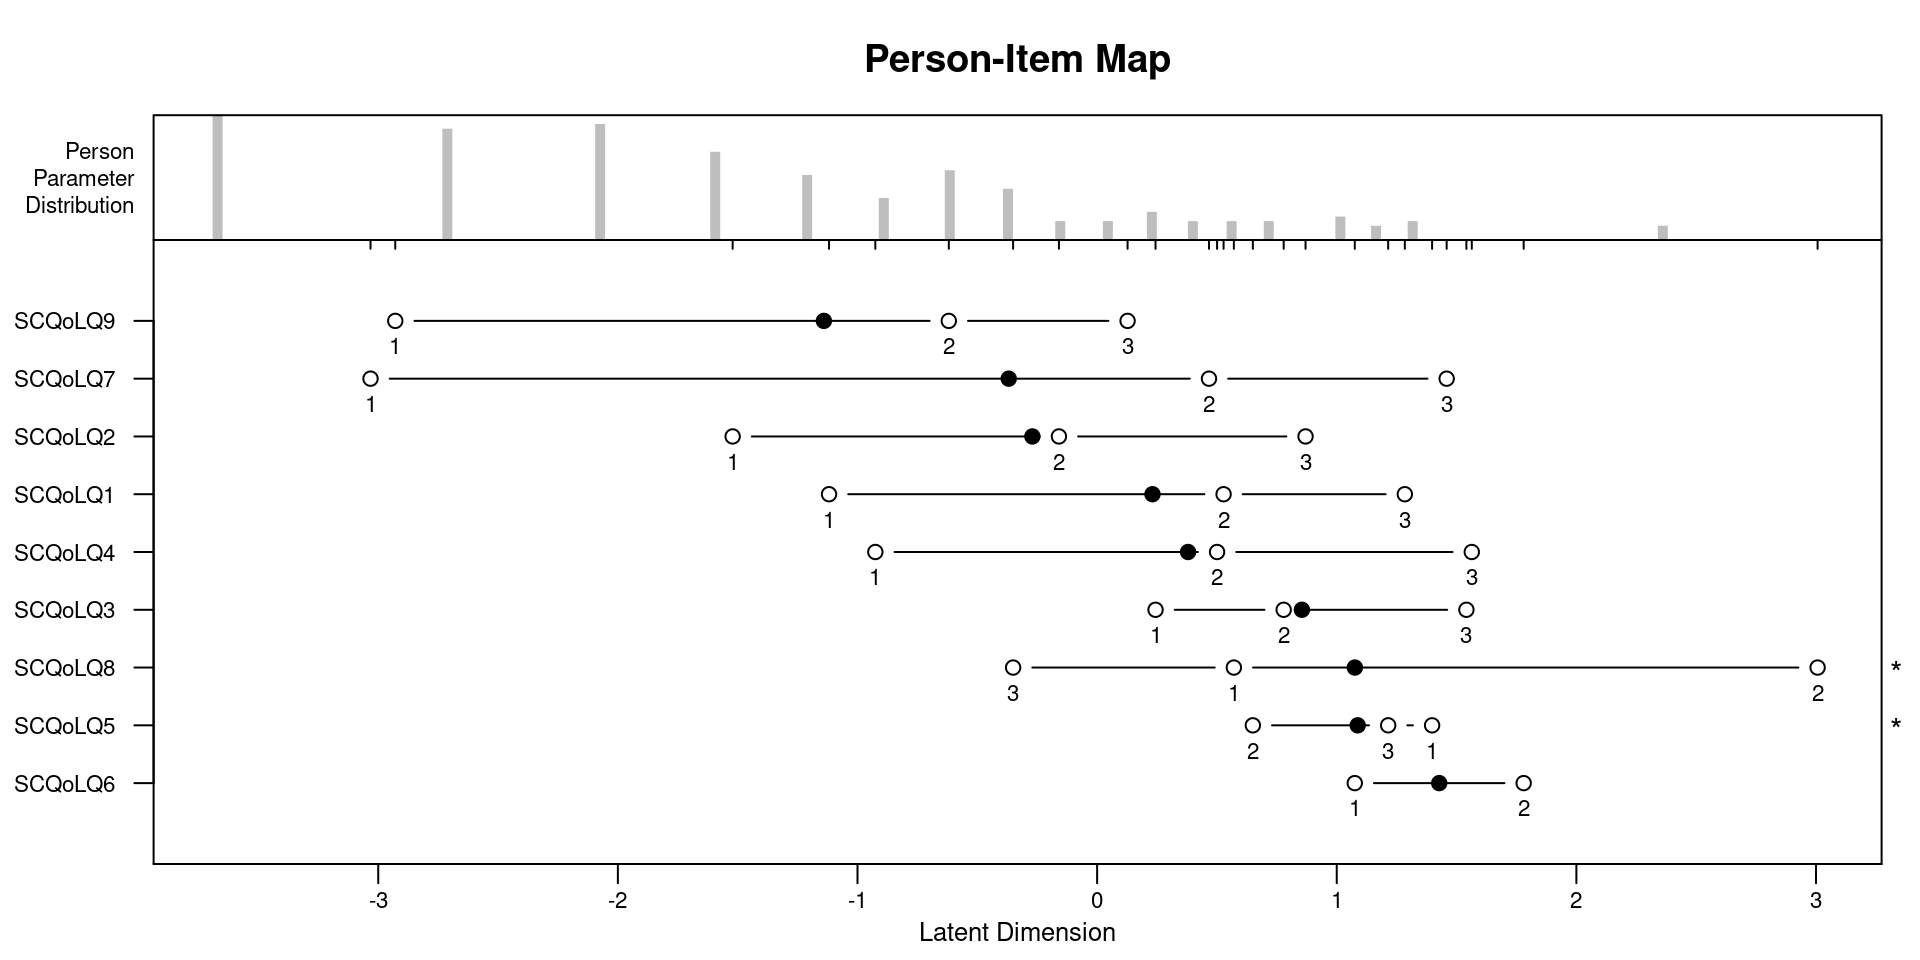 Person-Item Map
Person
Parameter
Distribution
SCQoLQ9
1 2 3
SCQoLQ7
1 2 3
SCQoLQ2
1 2 3
SCQoLQ1
1 2 3
SCQoLQ4
1 2 3
SCQoLQ3
1 2 3
SCQoLQ8 *
3 1 2
SCQoLQ5 *
2 3 1
SCQoLQ6
1 2
-3 -2 -1 0 1 2 3
Latent Dimension